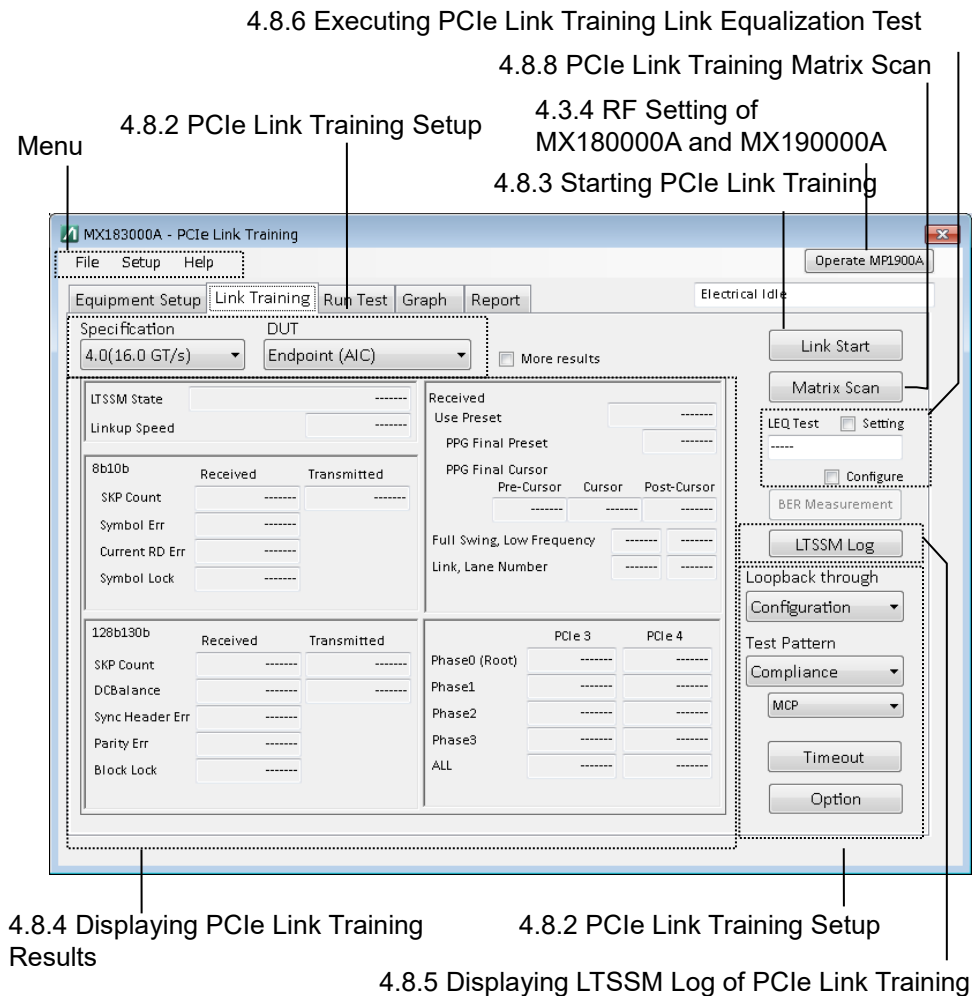 4.8.6 Executing PCIe Link Training Link Equalization Test
4.8.8 PCIe Link Training Matrix Scan
4.3.4 RF Setting of
MX180000A and MX190000A
4.8.2 PCIe Link Training Setup
Menu
4.8.3 Starting PCIe Link Training
MX183000A - PCIe Link Training
File Setup Help
Operate MP1900A
Equipment Setup Link Training Run Test Graph Report
Electrical Idle
Specification DUT
4.0(16.0 GT/s) Endpoint (AIC)
More results
Link Start
Matrix Scan
LEQ Test Setting
-----
Configure
BER Measurement
LTSSM Log
LTSSM State -------
Linkup Speed -------
8b10b Received Transmitted
SKP Count ------- -------
Symbol Err -------
Current RD Err -------
Symbol Lock -------
Received
Use Preset -------
PPG Final Preset -------
PPG Final Cursor
Pre-Cursor Cursor Post-Cursor
------- ------- -------
Full Swing, Low Frequency ------- -------
Link, Lane Number ------- -------
128b130b Received Transmitted
SKP Count ------- -------
DCBalance ------- -------
Sync Header Err -------
Parity Err -------
Block Lock -------
PCIe 3 PCIe 4
Phase0 (Root) ------- -------
Phase1 ------- -------
Phase2 ------- -------
Phase3 ------- -------
ALL ------- -------
Loopback through
Configuration
Test Pattern
Compliance
MCP
Timeout
Option
4.8.4 Displaying PCIe Link Training
Results
4.8.2 PCIe Link Training Setup
4.8.5 Displaying LTSSM Log of PCIe Link Training